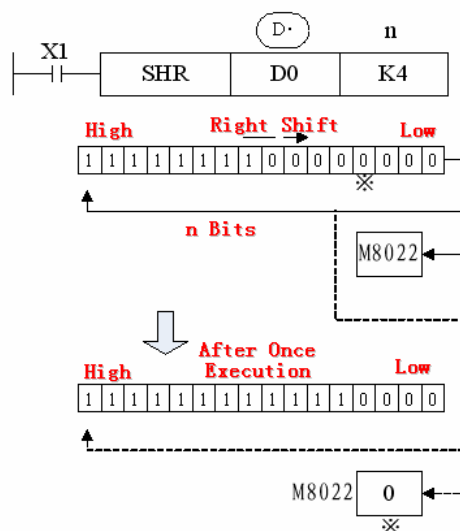 D· n
X1
SHR D0 K4
Right Shift
High Low
1 1 1 1 1 1 1 1 0 0 0 0 0 0 0 0
※
n Bits
M8022
After Once
High Execution Low
1 1 1 1 1 1 1 1 1 1 1 1 0 0 0 0
M8022 0
※